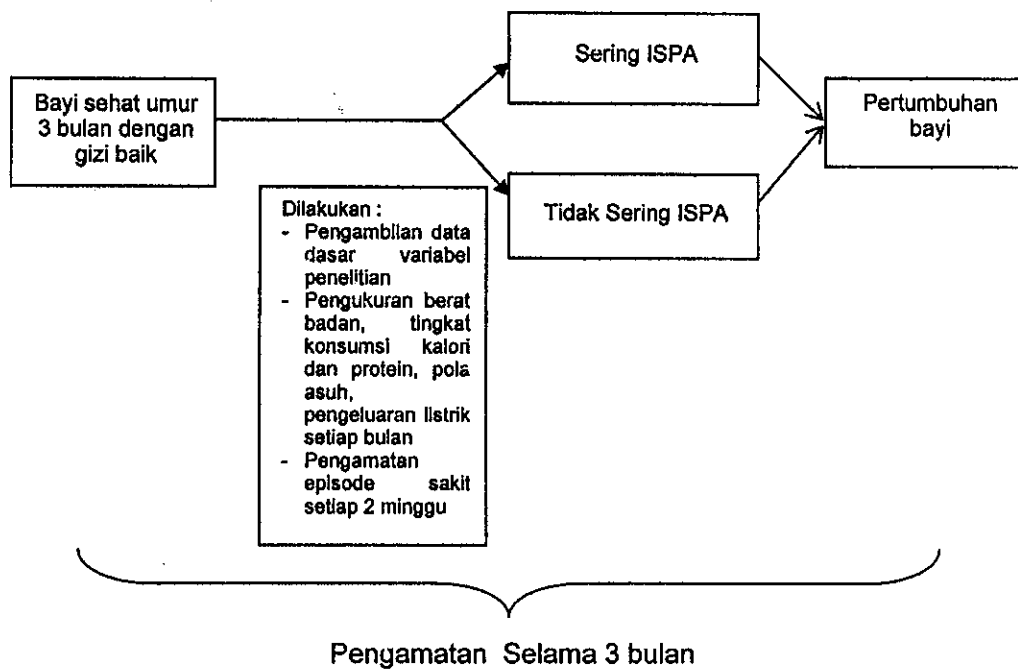 Sering ISPA
Bayi sehat umur
3 bulan dengan
gizi baik
Pertumbuhan
bayi
Tidak Sering ISPA
Dilakukan :
- Pengambilan data
dasar variabel
penelitian
- Pengukuran berat
badan, tingkat
konsumsi kalori
dan protein, pola
asuh,
pengeluaran listrik
setiap bulan
- Pengamatan
episode sakit
setiap 2 minggu
Pengamatan Selama 3 bulan